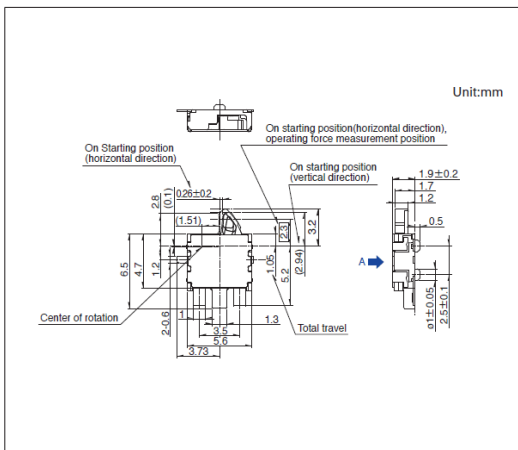 Unit:mm
On starting position(horizontal direction),
operating force measurement position
On Starting position
(horizontal direction)
On starting position
(vertical direction)
1.9±0.2
1.7
1.2
0.26±0.2
(0.1)
2.8
(1.51)
2.3
3.2
(2.94)
0.5
6.5
4.7
1.2
1.05
5.2
A
Center of rotation
2-0.6
1
1.3
Total travel
3.5
5.6
3.73
ø1±0.05
2.5±0.1